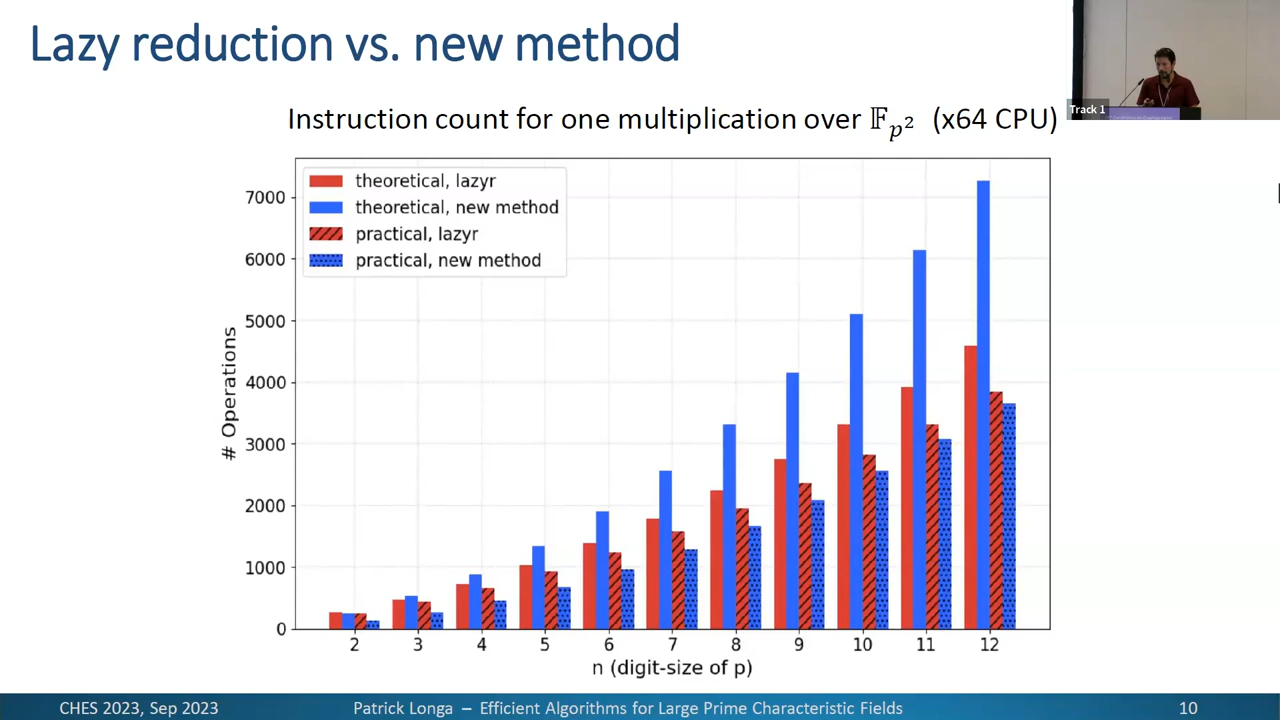 Lazy reduction vs. new method
Track 1
Instruction count for one multiplication over 𝔽p² (x64 CPU)
theoretical, lazyr
theoretical, new method
practical, lazyr
practical, new method
# Operations
7000
6000
5000
4000
3000
2000
1000
0
2 3 4 5 6 7 8 9 10 11 12
n (digit-size of p)
CHES 2023, Sep 2023 Patrick Longa – Efficient Algorithms for Large Prime Characteristic Fields 10